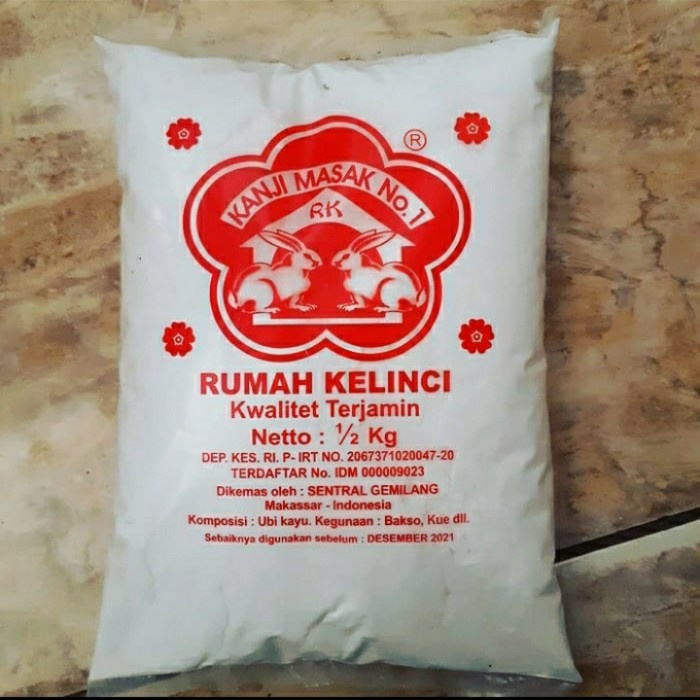 ®
KANJI MASAK No. 1
RK
RUMAH KELINCI
Kwalitet Terjamin
Netto : ½ Kg
DEP. KES. RI. P- IRT NO. 2067371020047-20
TERDAFTAR No. IDM 000009023
Dikemas oleh : SENTRAL GEMILANG
Makassar - Indonesia
Komposisi : Ubi kayu. Kegunaan : Bakso, Kue dll.
Sebaiknya digunakan sebelum : DESEMBER 2021